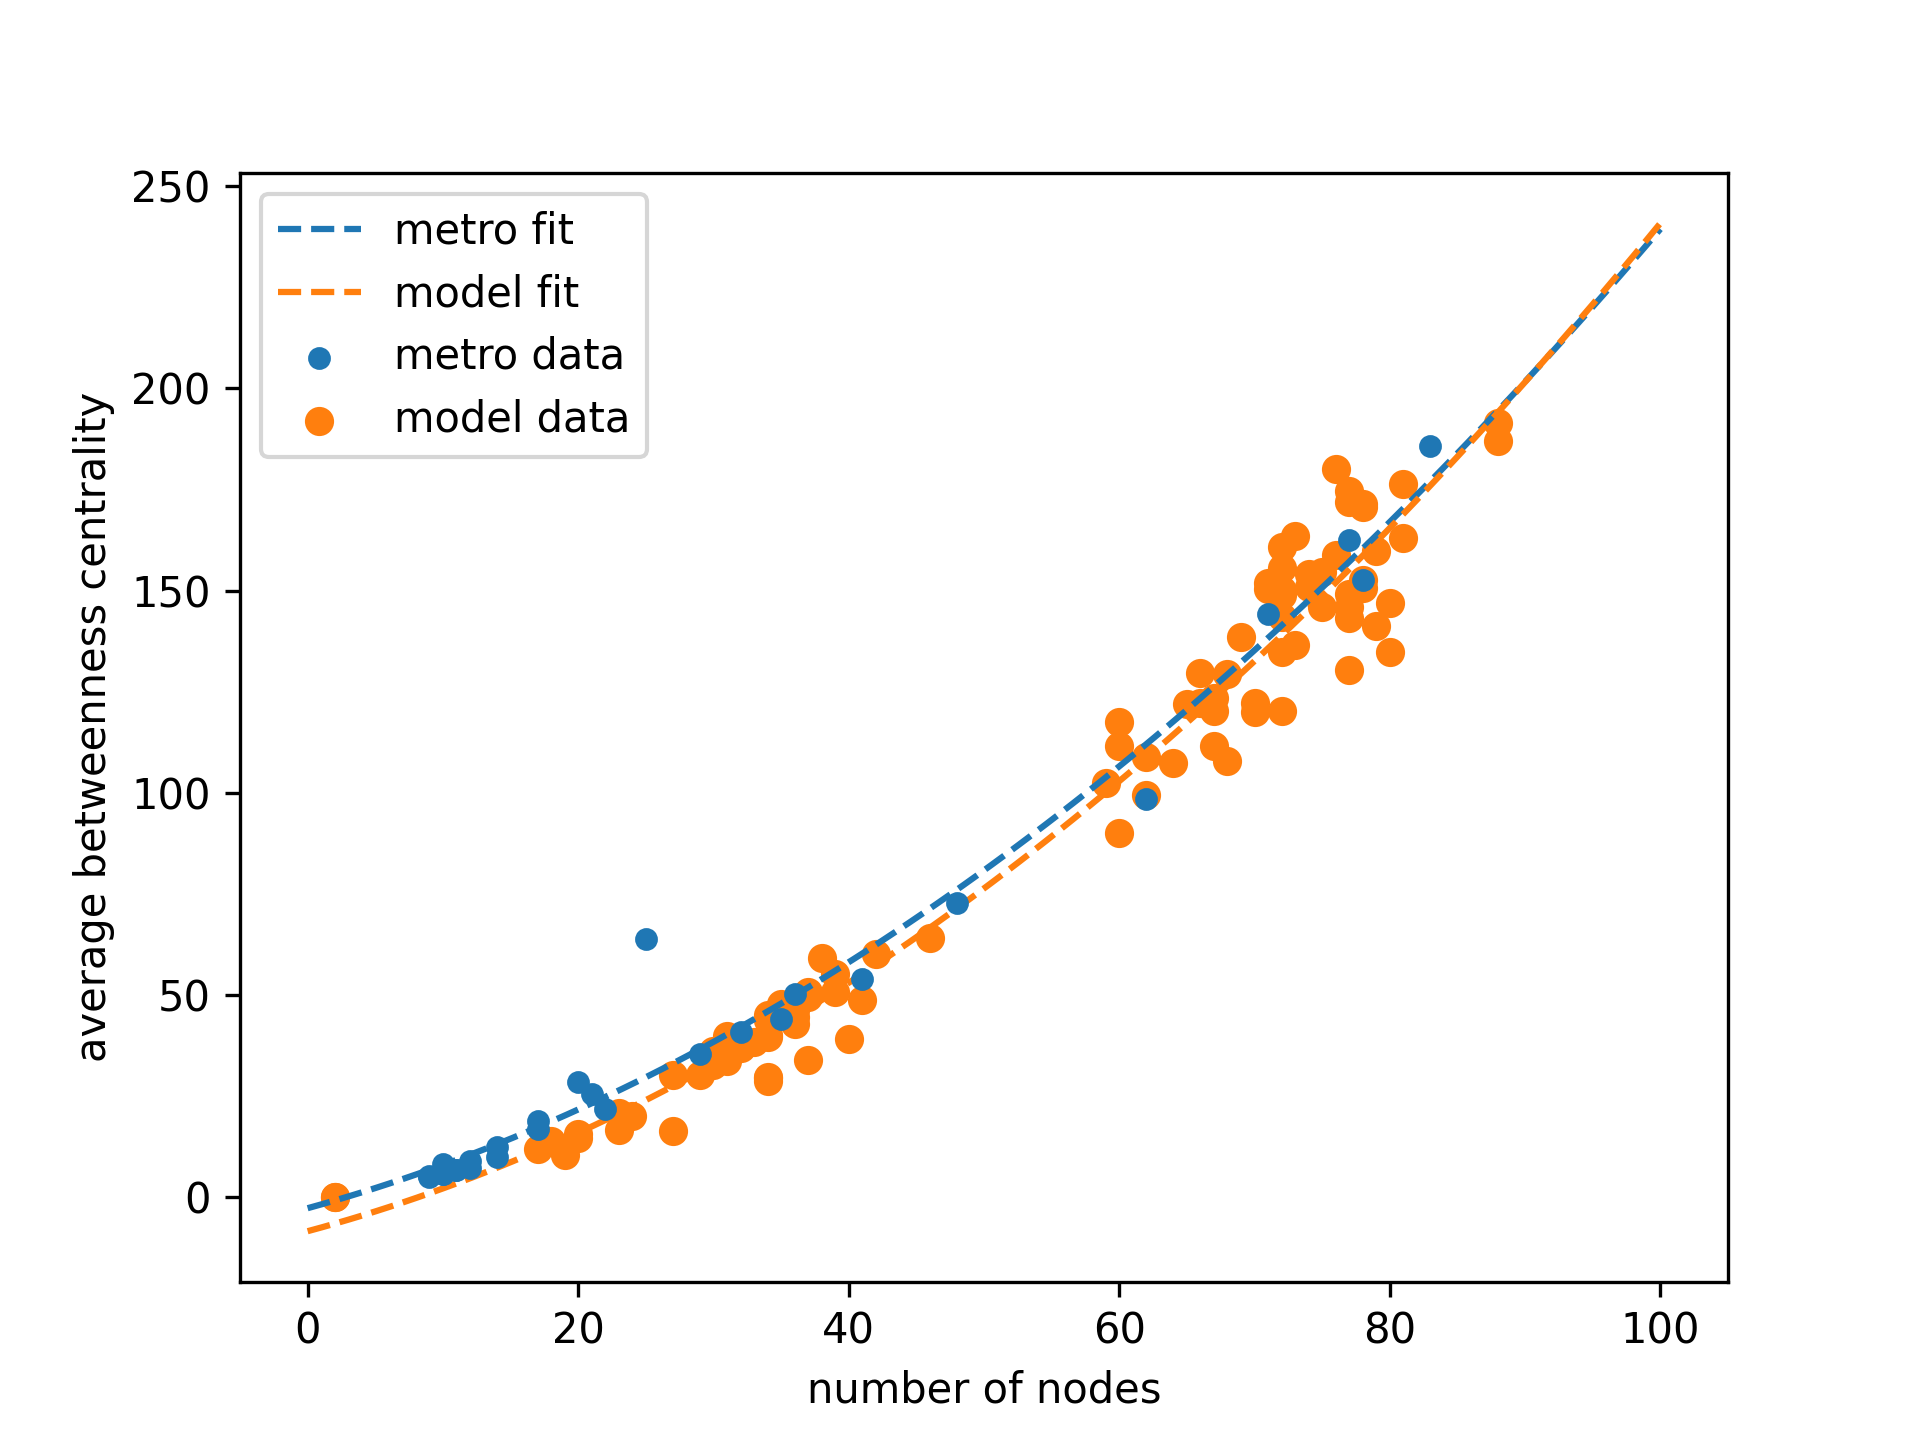 250
200
150
100
50
0
average betweenness centrality
metro fit
model fit
metro data
model data
0 20 40 60 80 100
number of nodes